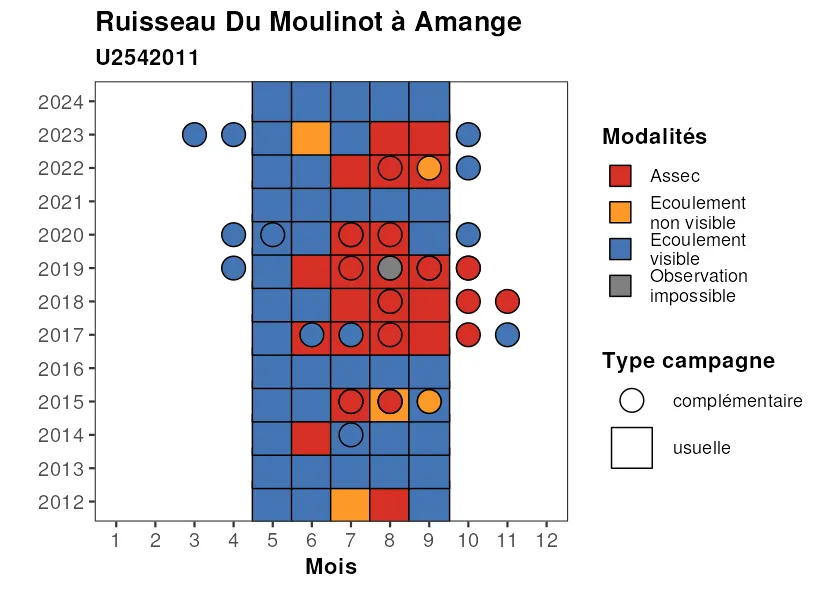 Ruisseau Du Moulinot à Amange
U2542011
2024
2023
2022
2021
2020
2019
2018
2017
2016
2015
2014
2013
2012
1 2 3 4 5 6 7 8 9 10 11 12
Mois
Modalités
Assec
Ecoulement
non visible
Ecoulement
visible
Observation
impossible
Type campagne
complémentaire
usuelle